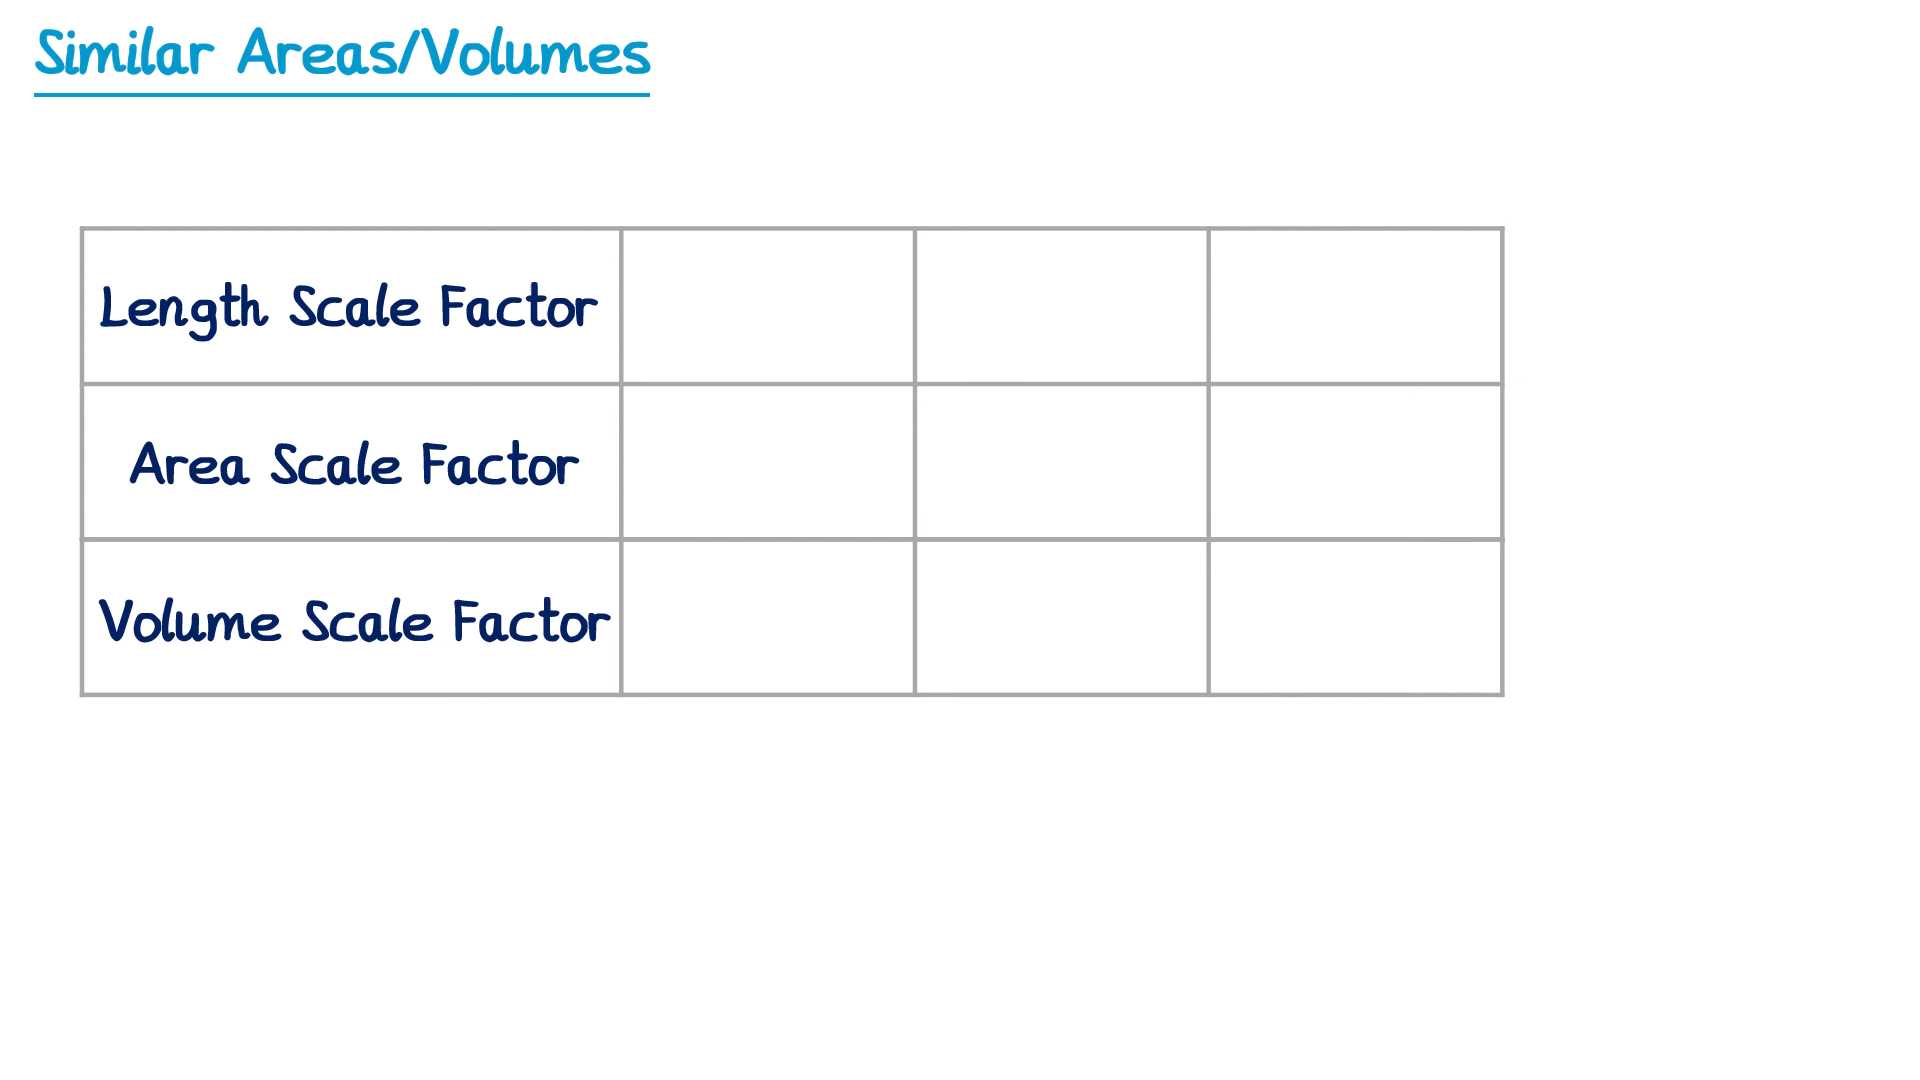 Similar Areas/Volumes
Length Scale Factor
Area Scale Factor
Volume Scale Factor